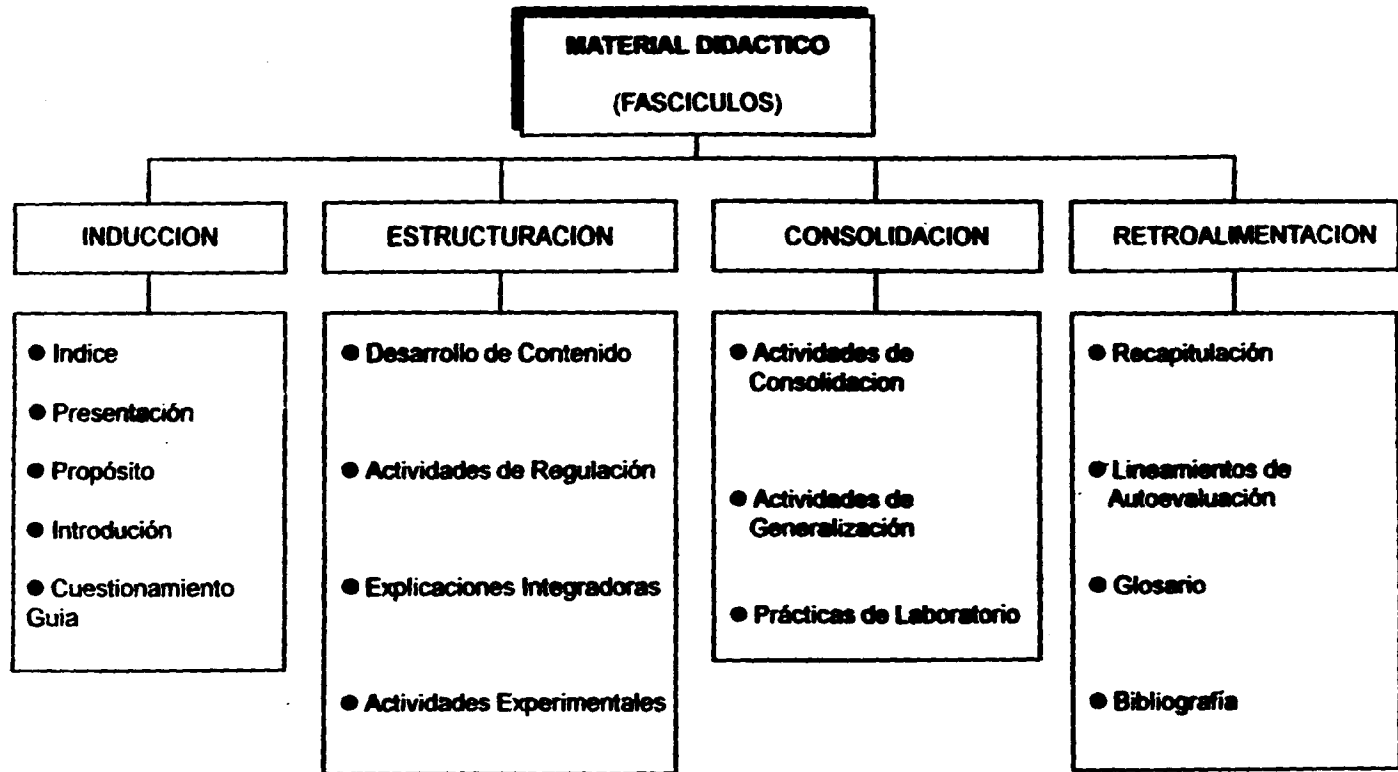 MATERIAL DIDACTICO
(FASCICULOS)
INDUCCION
● Indice
● Presentación
● Propósito
● Introdución
● Cuestionamiento
Guia
ESTRUCTURACION
● Desarrollo de Contenido
● Actividades de Regulación
● Explicaciones Integradoras
● Actividades Experimentales
CONSOLIDACION
● Actividades de
Consolidacion
● Actividades de
Generalización
● Prácticas de Laboratorio
RETROALIMENTACION
● Recapitulación
● Lineamientos de
Autoevaluación
● Glosario
● Bibliografía